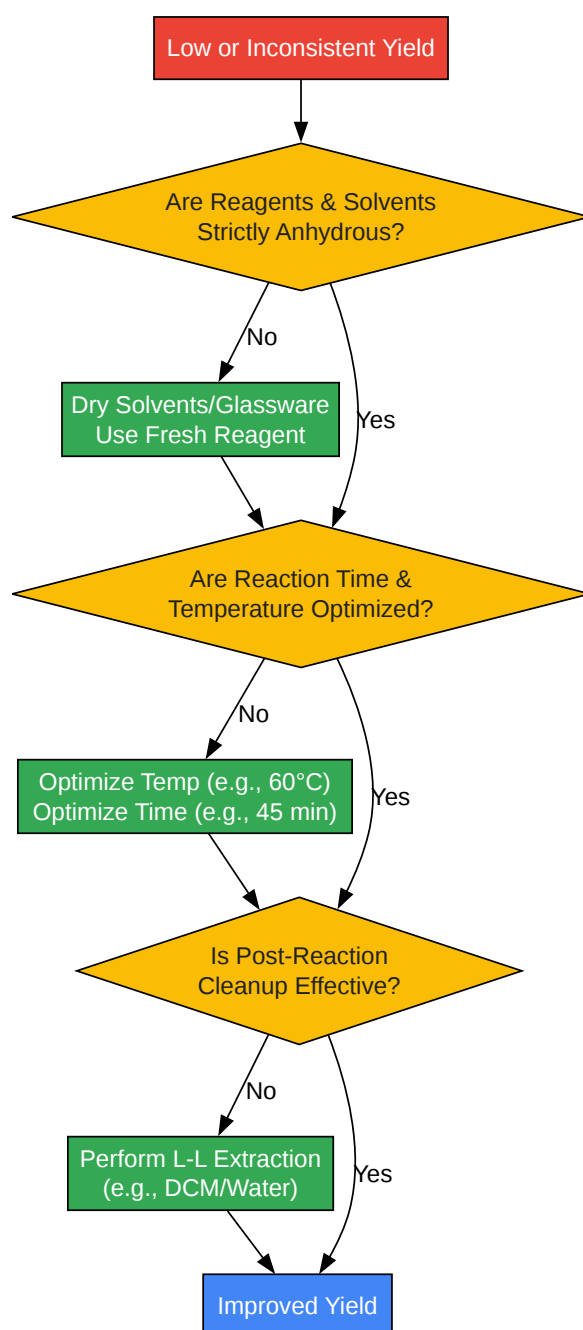 Low or Inconsistent Yield
Are Reagents & Solvents
Strictly Anhydrous?
No
Dry Solvents/Glassware
Use Fresh Reagent
Yes
Are Reaction Time &
Temperature Optimized?
No
Optimize Temp (e.g., 60°C)
Optimize Time (e.g., 45 min)
Yes
Is Post-Reaction
Cleanup Effective?
No
Perform L-L Extraction
(e.g., DCM/Water)
Yes
Improved Yield